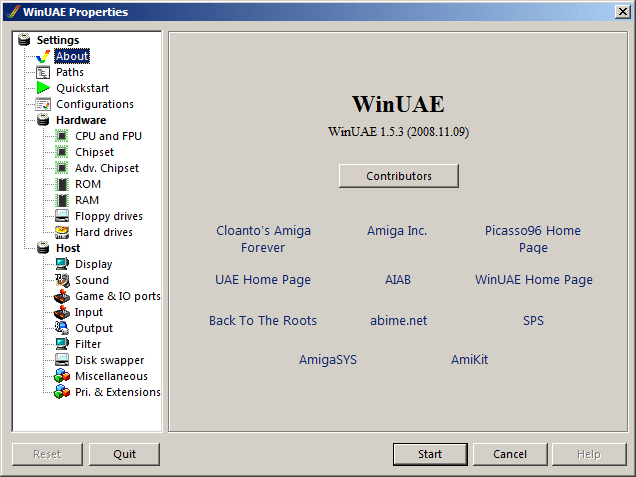 WinUAE Properties
Settings
About
Paths
Quickstart
Configurations
Hardware
CPU and FPU
Chipset
Adv. Chipset
ROM
RAM
Floppy drives
Hard drives
Host
Display
Sound
Game & IO ports
Input
Output
Filter
Disk swapper
Miscellaneous
Pri. & Extensions
WinUAE
WinUAE 1.5.3 (2008.11.09)
Contributors
Cloanto's Amiga
Forever
Amiga Inc.
Picasso96 Home
Page
UAE Home Page
AIAB
WinUAE Home Page
Back To The Roots
abime.net
SPS
AmigaSYS
AmiKit
Reset
Quit
Start
Cancel
Help